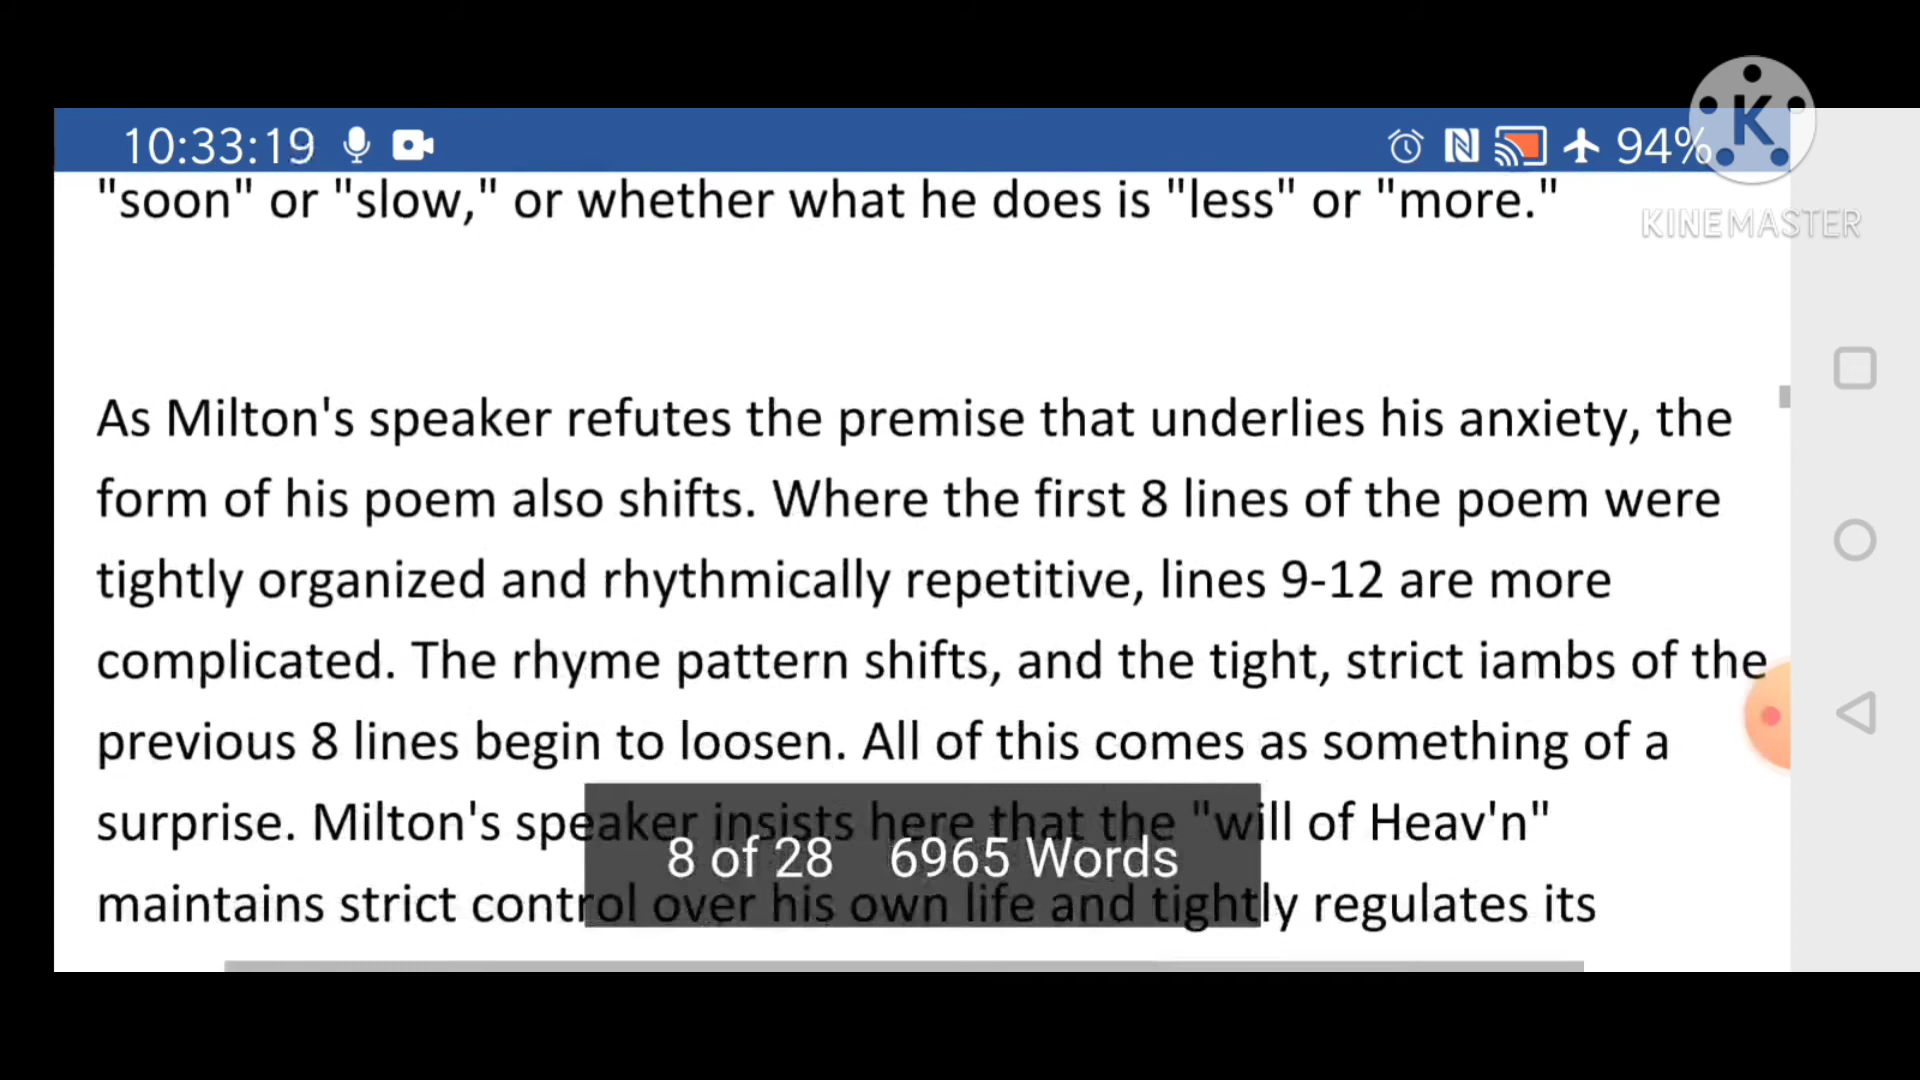 10:33:19 94%
K
KINEMASTER
"soon" or "slow," or whether what he does is "less" or "more."
As Milton's speaker refutes the premise that underlies his anxiety, the
form of his poem also shifts. Where the first 8 lines of the poem were
tightly organized and rhythmically repetitive, lines 9-12 are more
complicated. The rhyme pattern shifts, and the tight, strict iambs of the
previous 8 lines begin to loosen. All of this comes as something of a
surprise. Milton's speaker insists here that the "will of Heav'n"
8 of 28 6965 Words
maintains strict control over his own life and tightly regulates its